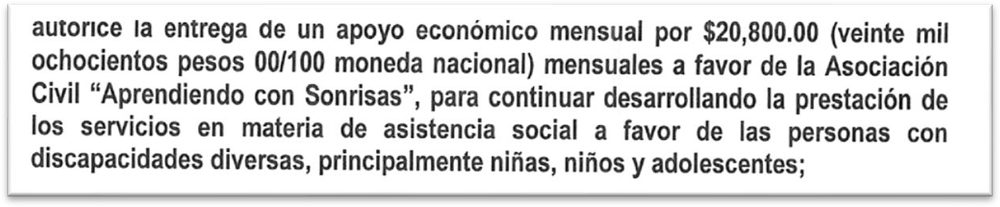 autorice la entrega de un apoyo económico mensual por $20,800.00 (veinte mil
ochocientos pesos 00/100 moneda nacional) mensuales a favor de la Asociación
Civil “Aprendiendo con Sonrisas”, para continuar desarrollando la prestación de
los servicios en materia de asistencia social a favor de las personas con
discapacidades diversas, principalmente niñas, niños y adolescentes;